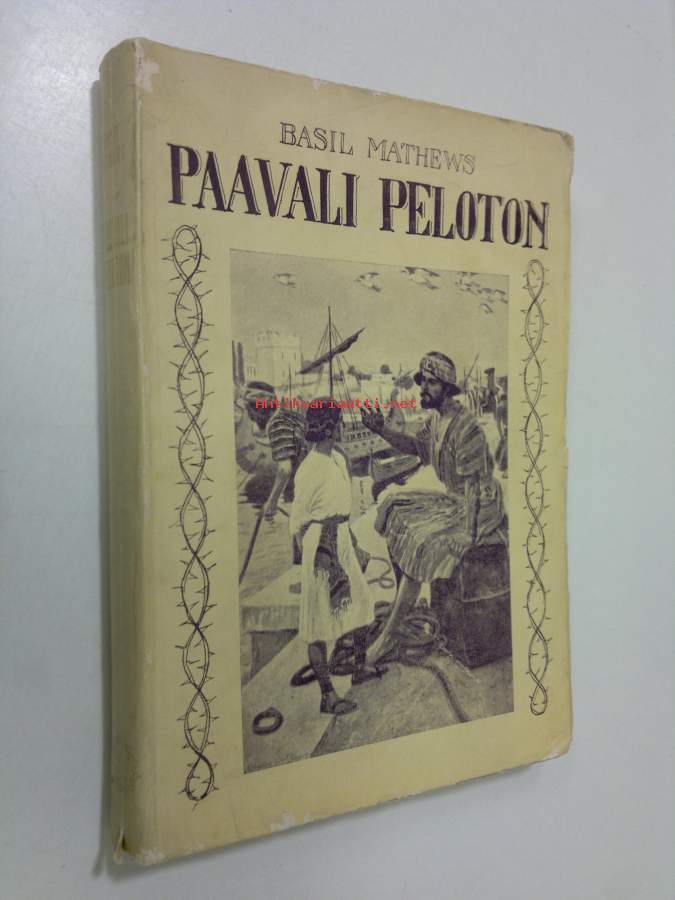 BASIL MATHEWS
PAAVALI PELOTON
Antikvariaatti.net